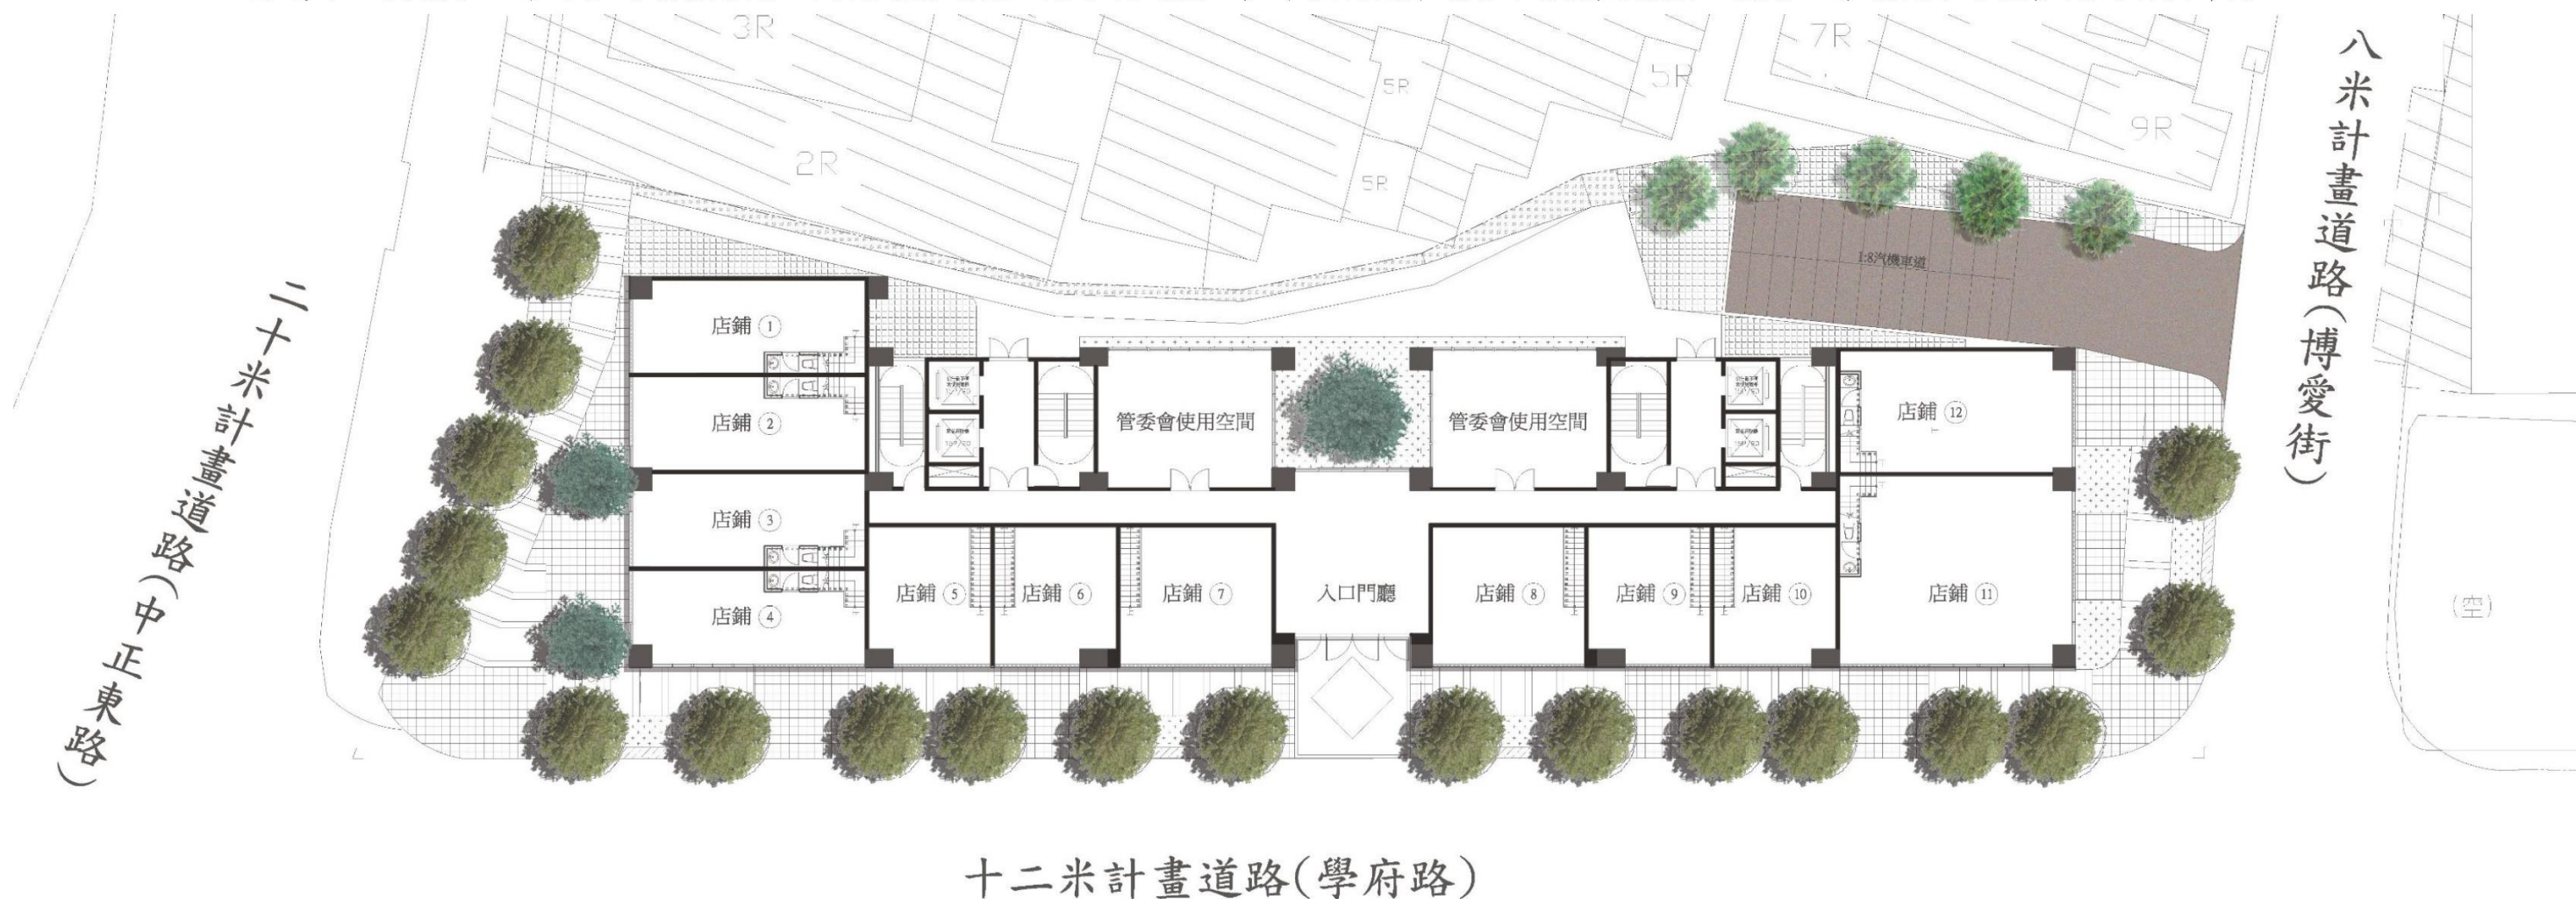 3R
7R
5R
5R
9R
2R
5R
八米計畫道路(博愛街)
1:8汽機車道
二十米計畫道路(中正東路)
店鋪 ①
店鋪 ②
管委會使用空間
管委會使用空間
店鋪 ⑫
店鋪 ③
店鋪 ④
店鋪 ⑤
店鋪 ⑥
店鋪 ⑦
入口門廳
店鋪 ⑧
店鋪 ⑨
店鋪 ⑩
店鋪 ⑪
(空)
十二米計畫道路(學府路)